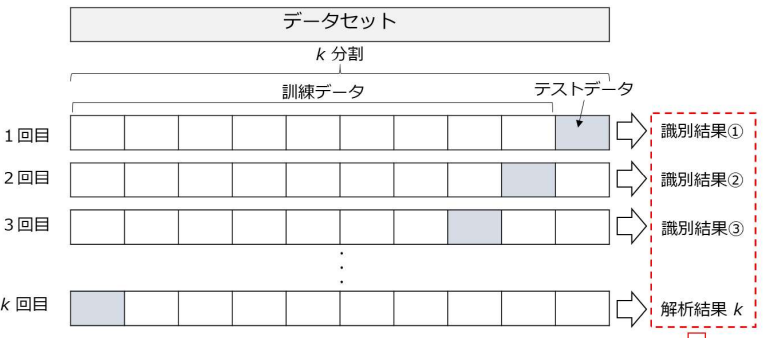 データセット
k 分割
訓練データ
テストデータ
1回目
識別結果①
2回目
識別結果②
3回目
識別結果③
k 回目
解析結果 k